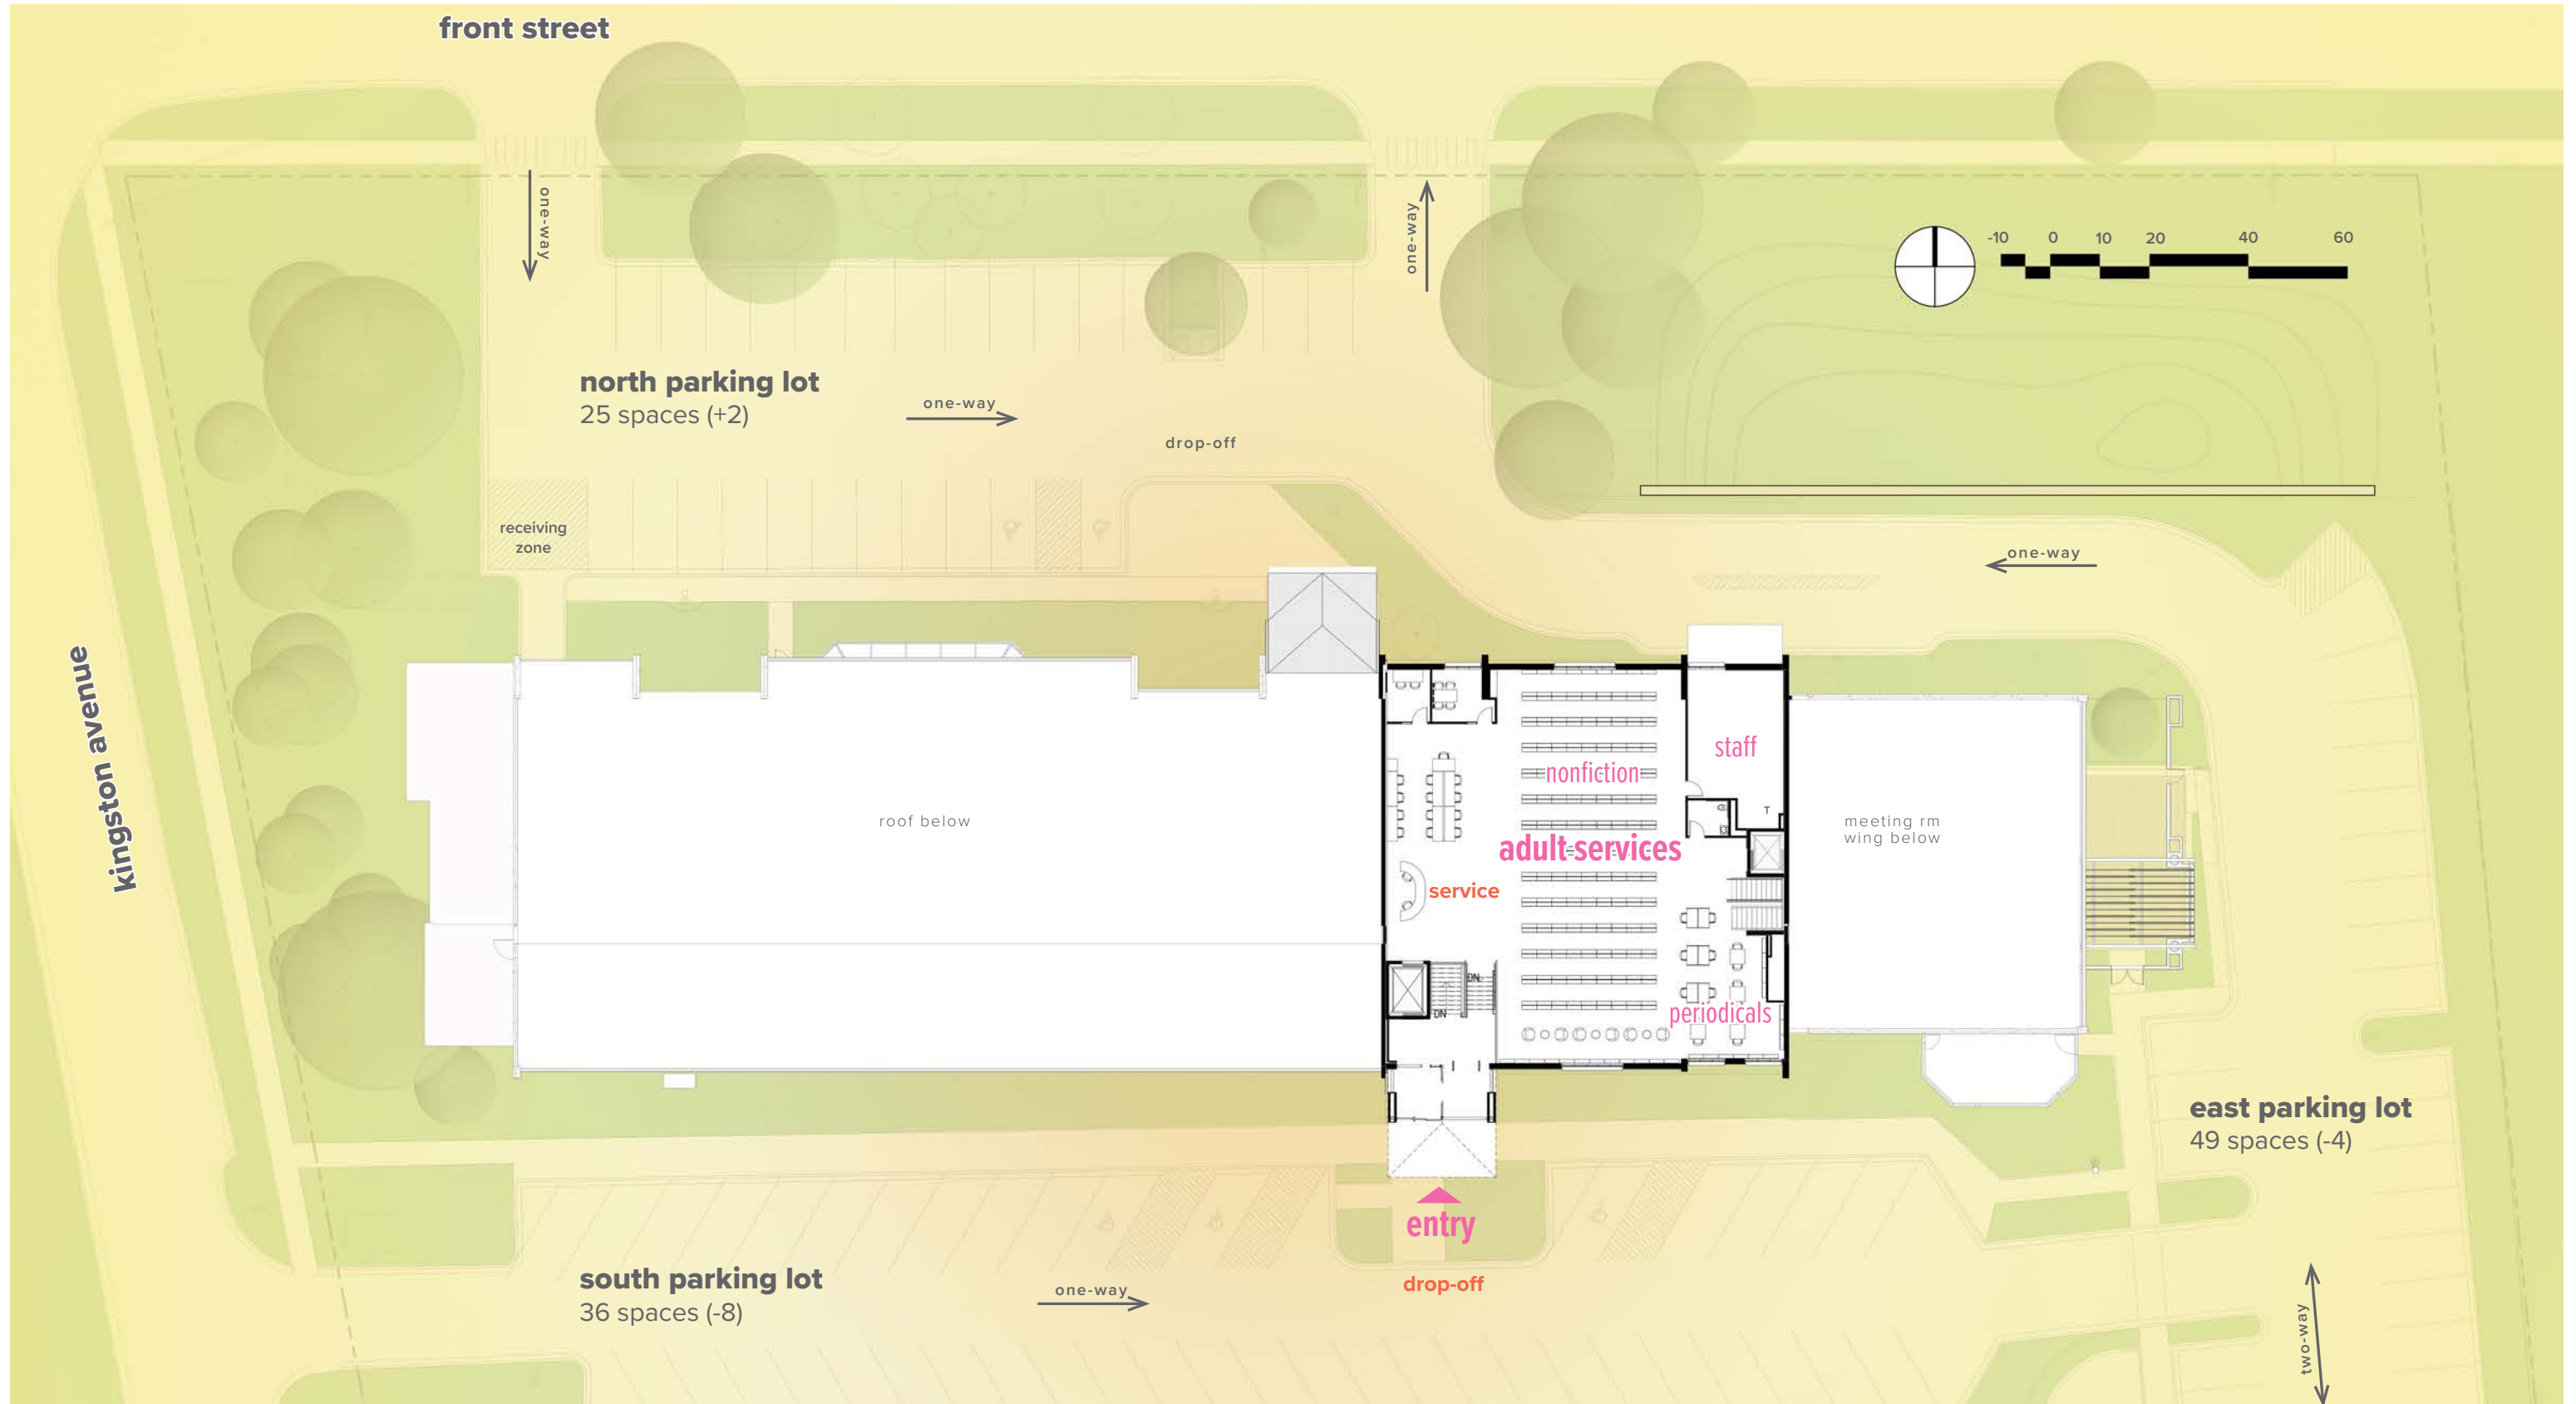 front street
one-way
one-way
-10 0 10 20 40 60
north parking lot
25 spaces (+2)
one-way
drop-off
receiving
zone
one-way
kingston avenue
staff
nonfiction
T
roof below
meeting rm
wing below
adult services
service
DN
DN
periodicals
east parking lot
49 spaces (-4)
entry
south parking lot
36 spaces (-8)
one-way
drop-off
two-way